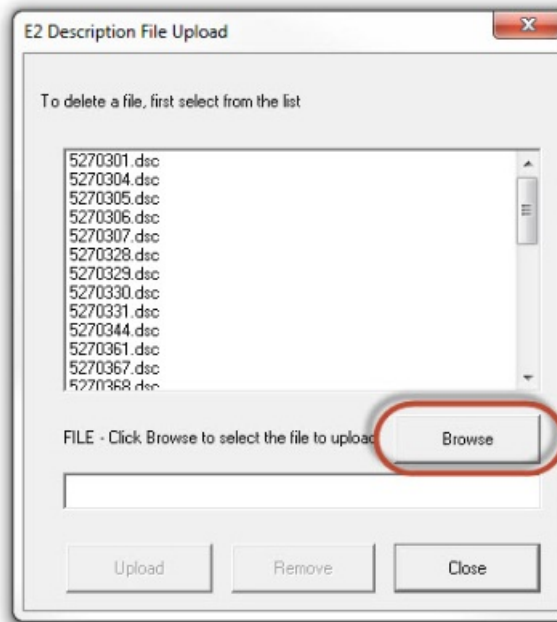 E2 Description File Upload
To delete a file, first select from the list
5270301.dsc
5270304.dsc
5270305.dsc
5270306.dsc
5270307.dsc
5270328.dsc
5270329.dsc
5270330.dsc
5270331.dsc
5270344.dsc
5270361.dsc
5270367.dsc
5270368.dsc
FILE - Click Browse to select the file to upload
Browse
Upload
Remove
Close